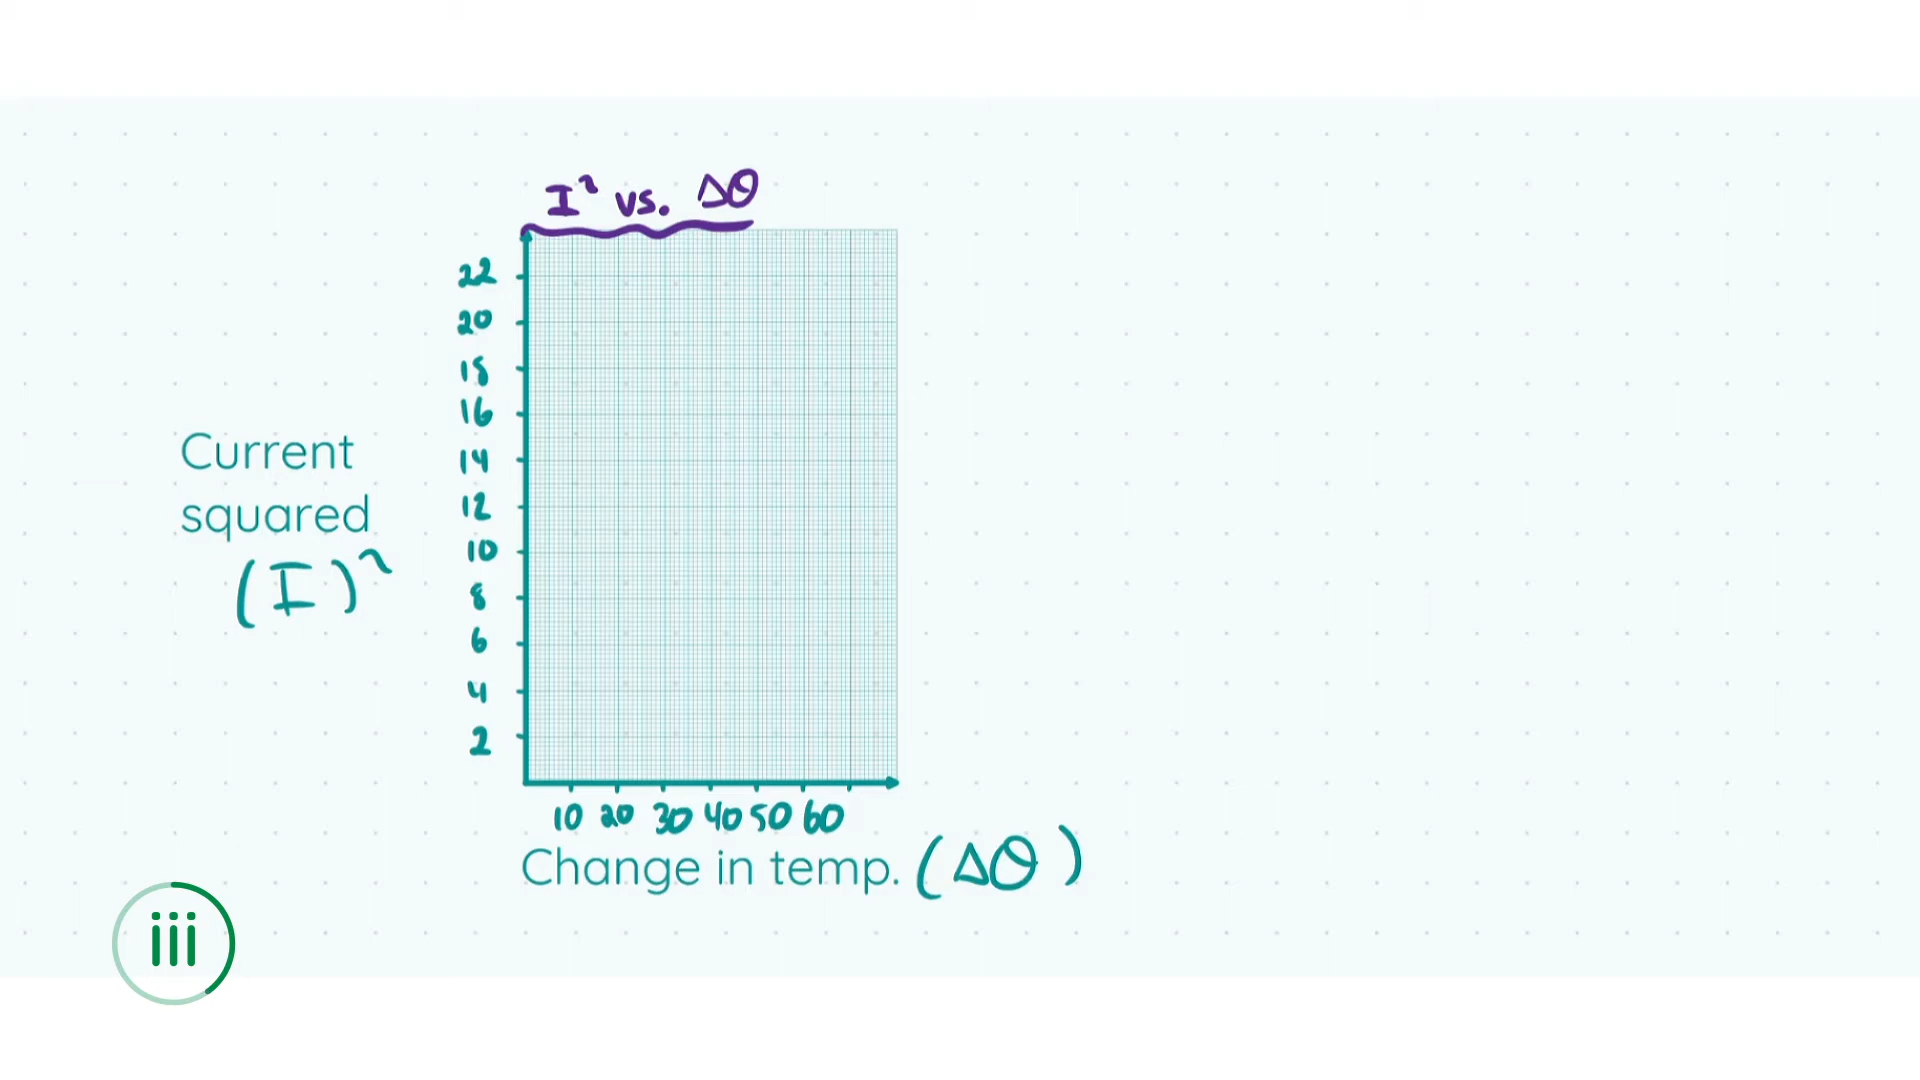 I² vs. Δθ
22
20
18
16
14
12
10
8
6
4
2
Current
squared
(I)²
10 20 30 40 50 60
Change in temp. (Δθ)
iii